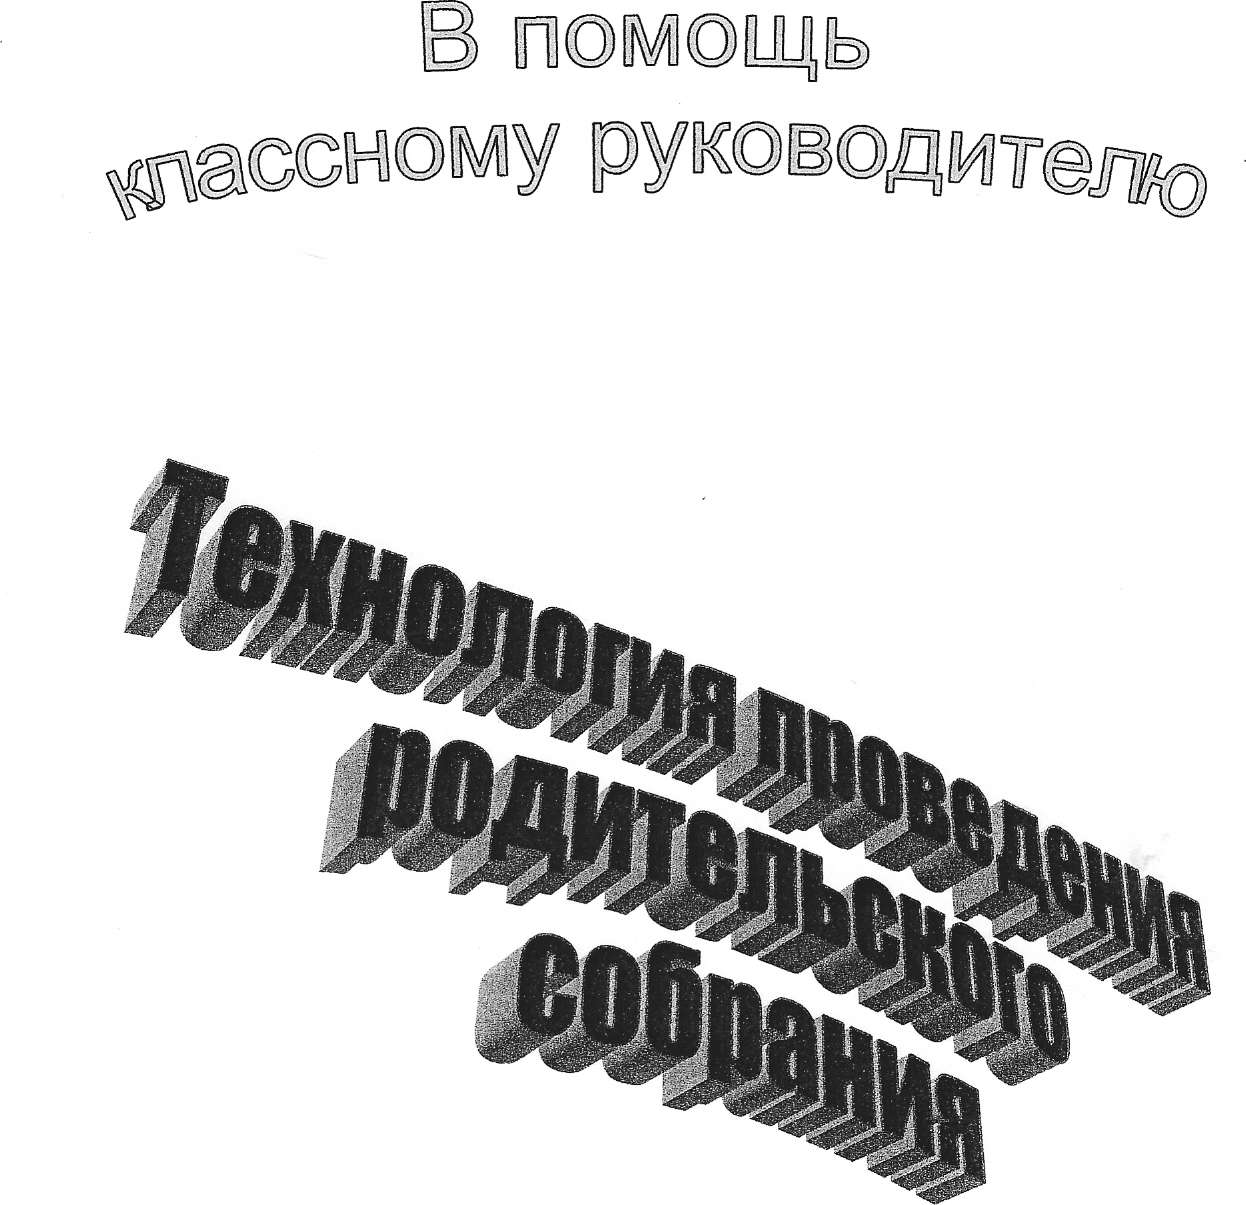 В помощь
классному руководителю
Технология проведения
родительского
собрания